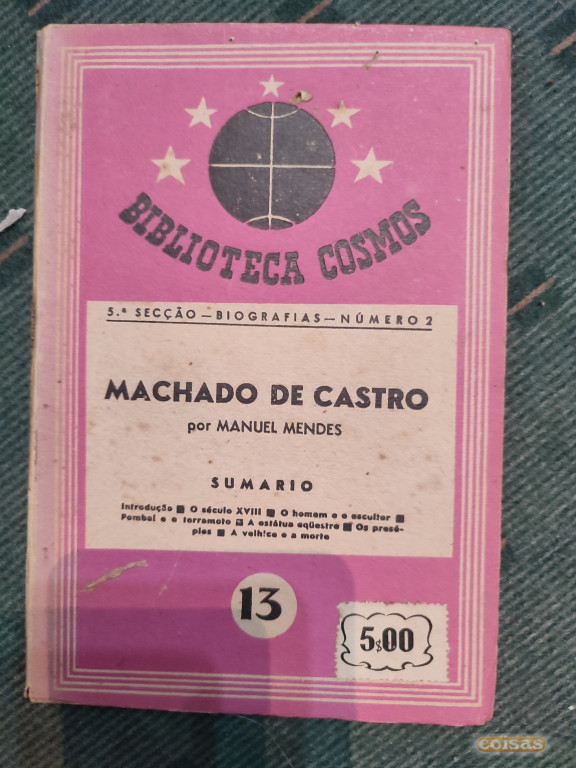 BIBLIOTECA COSMOS
5.ª SECÇÃO — BIOGRAFIAS — NÚMERO 2
MACHADO DE CASTRO
por MANUEL MENDES
SUMARIO
Introdução ■ O século XVIII ■ O homem e o escultor ■
Pombal e o terramoto ■ A estátua eqüestre ■ Os presé-
pios ■ A velhice e a morte
13
5$00
coisas